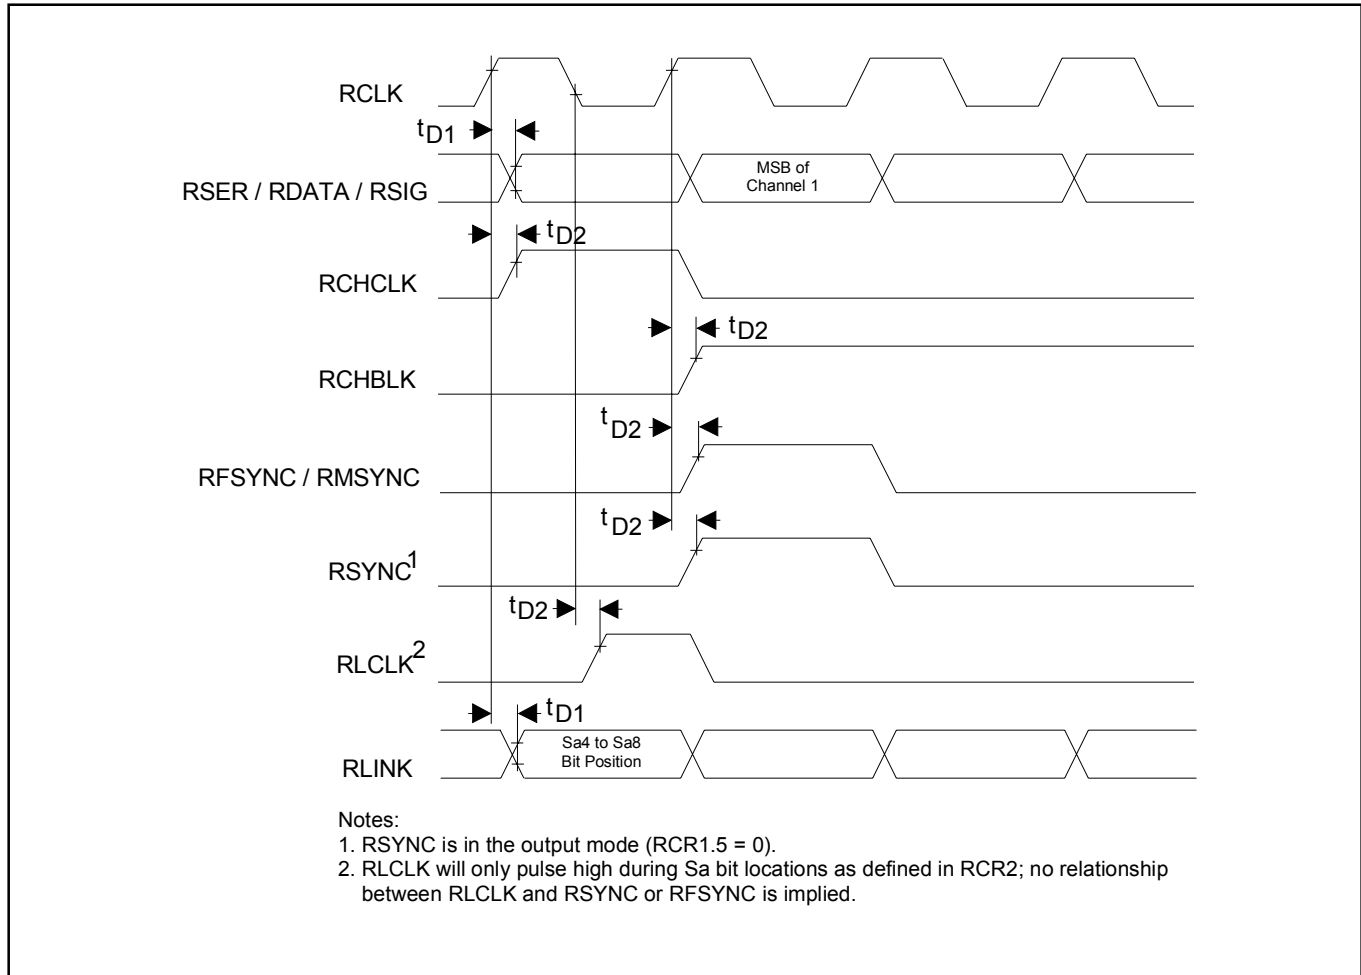 RCLK
tD1
RSER / RDATA / RSIG
MSB of
Channel 1
tD2
RCHCLK
tD2
RCHBLK
tD2
RFSYNC / RMSYNC
tD2
RSYNC1
tD2
RLCLK2
tD1
RLINK
Sa4 to Sa8
Bit Position
Notes:
1. RSYNC is in the output mode (RCR1.5 = 0).
2. RLCLK will only pulse high during Sa bit locations as defined in RCR2; no relationship
between RLCLK and RSYNC or RFSYNC is implied.